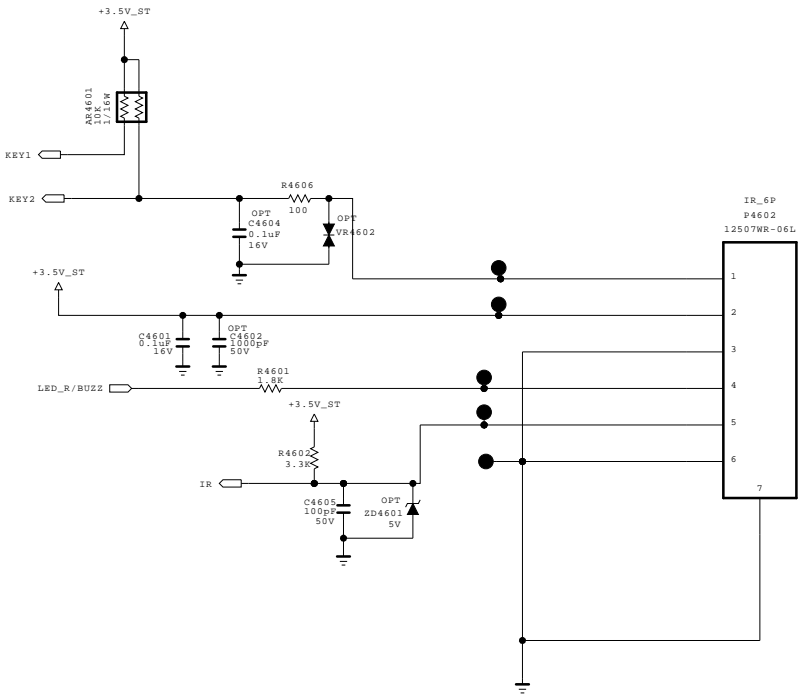 +3.5V_ST
AR4601
10K
1/16W
KEY1
KEY2
R4606
100
OPT
C4604
0.1uF
16V
OPT
VR4602
IR_6P
P4602
12507WR-06L
+3.5V_ST
1
2
3
4
5
6
7
C4601
0.1uF
16V
OPT
C4602
1000pF
50V
LED_R/BUZZ
R4601
1.8K
+3.5V_ST
R4602
3.3K
IR
C4605
100pF
50V
OPT
ZD4601
5V